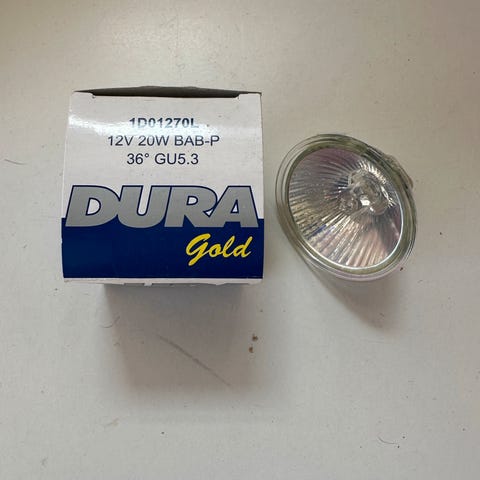 1D01270L
12V 20W BAB-P
36° GU5.3
DURA
Gold